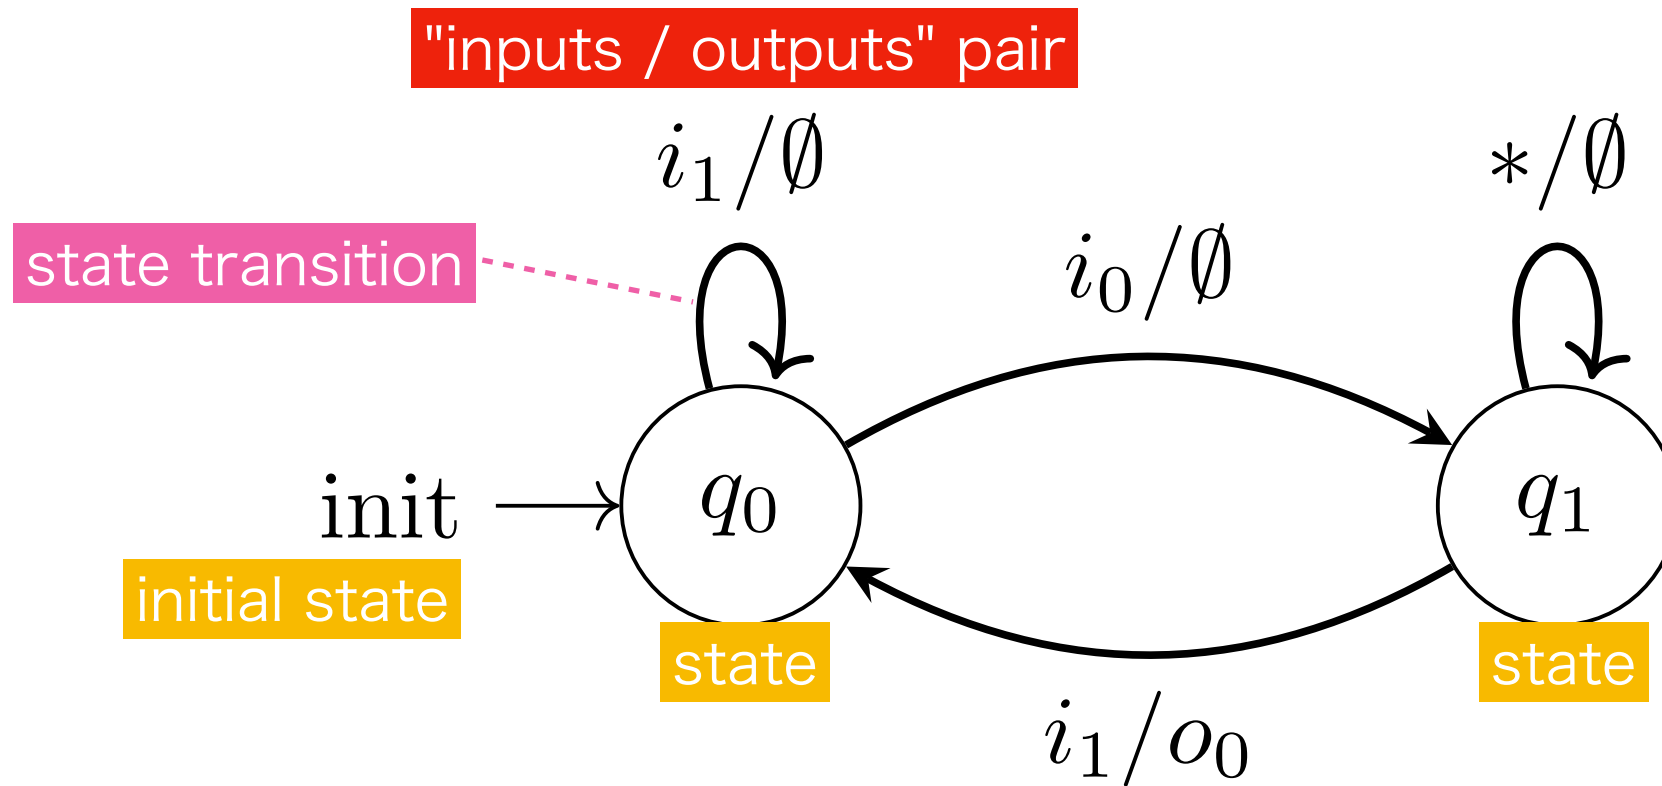 "inputs / outputs" pair
i₁/∅
*/∅
state transition
i₀/∅
init
q₀
q₁
initial state
state
state
i₁/o₀